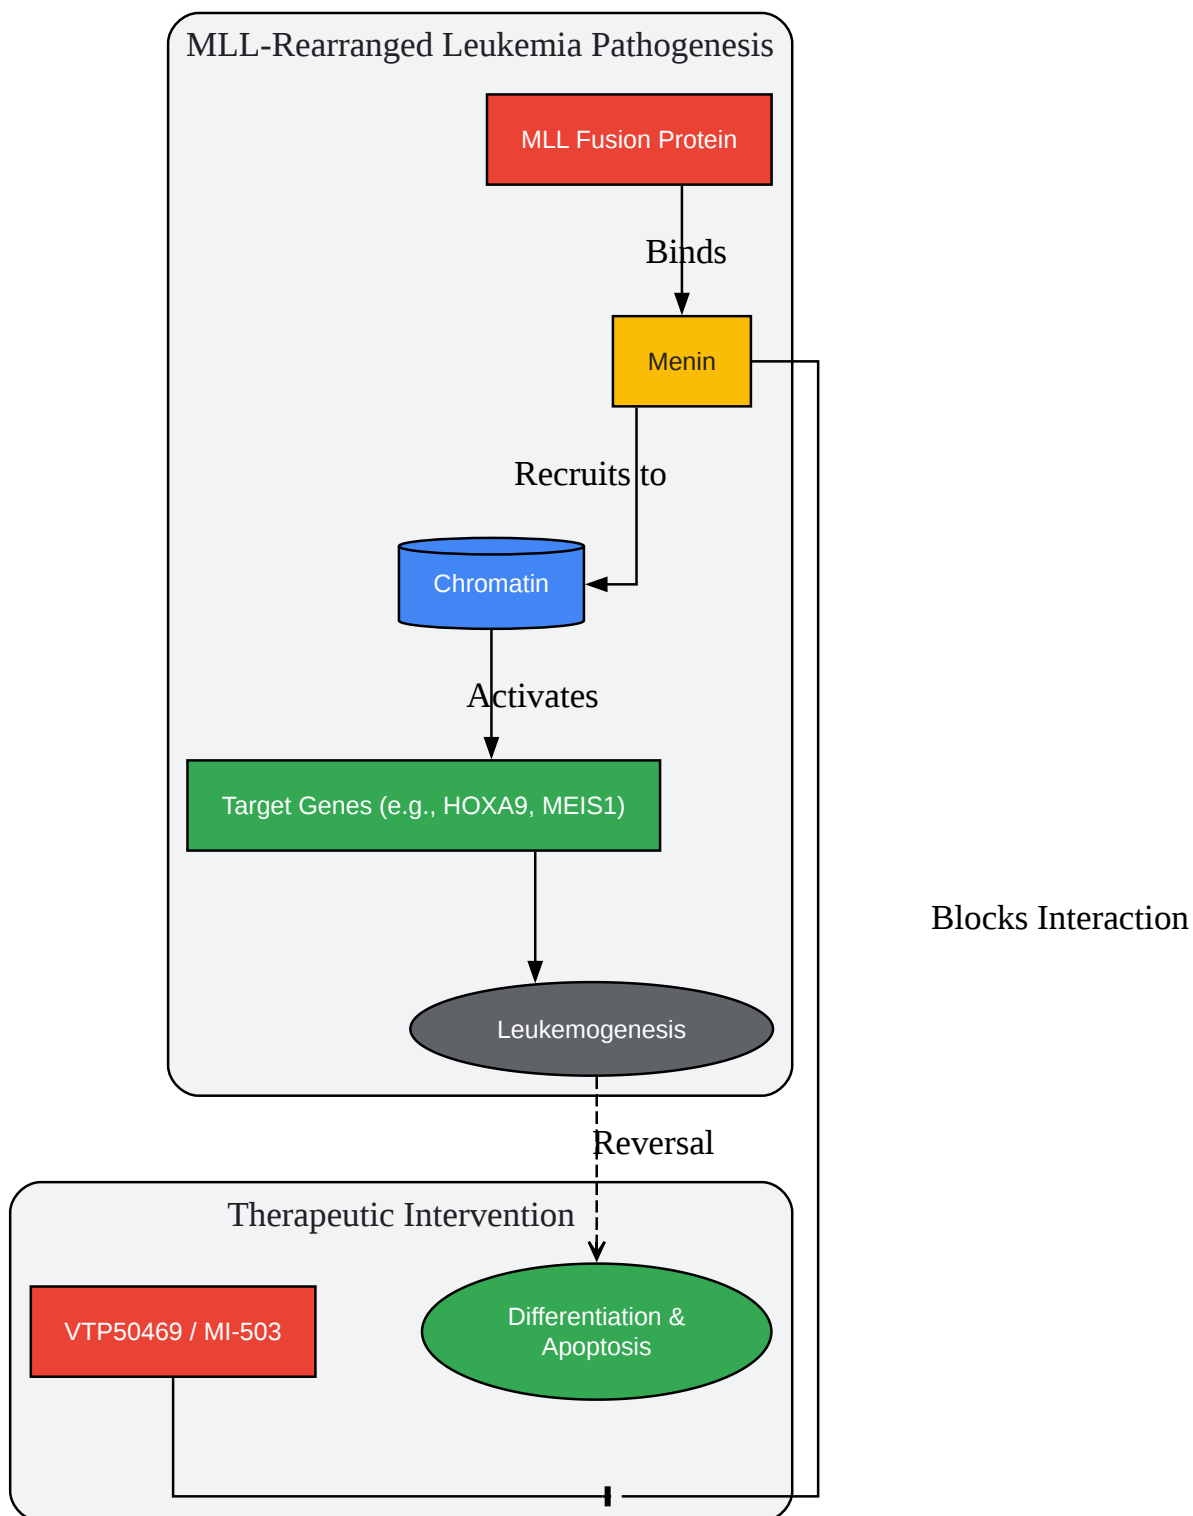 MLL-Rearranged Leukemia Pathogenesis
MLL Fusion Protein
Binds
Menin
Recruits to
Chromatin
Activates
Target Genes (e.g., HOXA9, MEIS1)
Blocks Interaction
Leukemogenesis
Reversal
Therapeutic Intervention
VTP50469 / MI-503
Differentiation &
Apoptosis